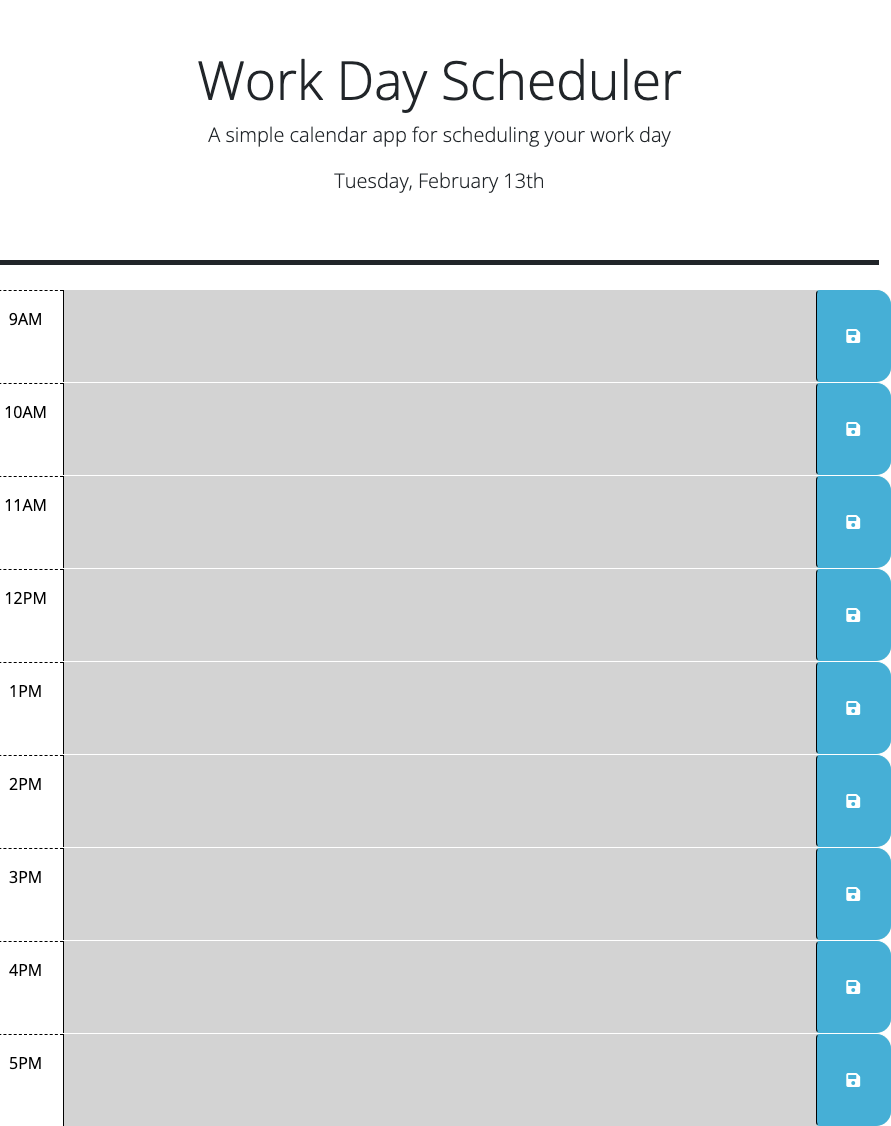 Work Day Scheduler
A simple calendar app for scheduling your work day
Tuesday, February 13th
9AM
10AM
11AM
12PM
1PM
2PM
3PM
4PM
5PM